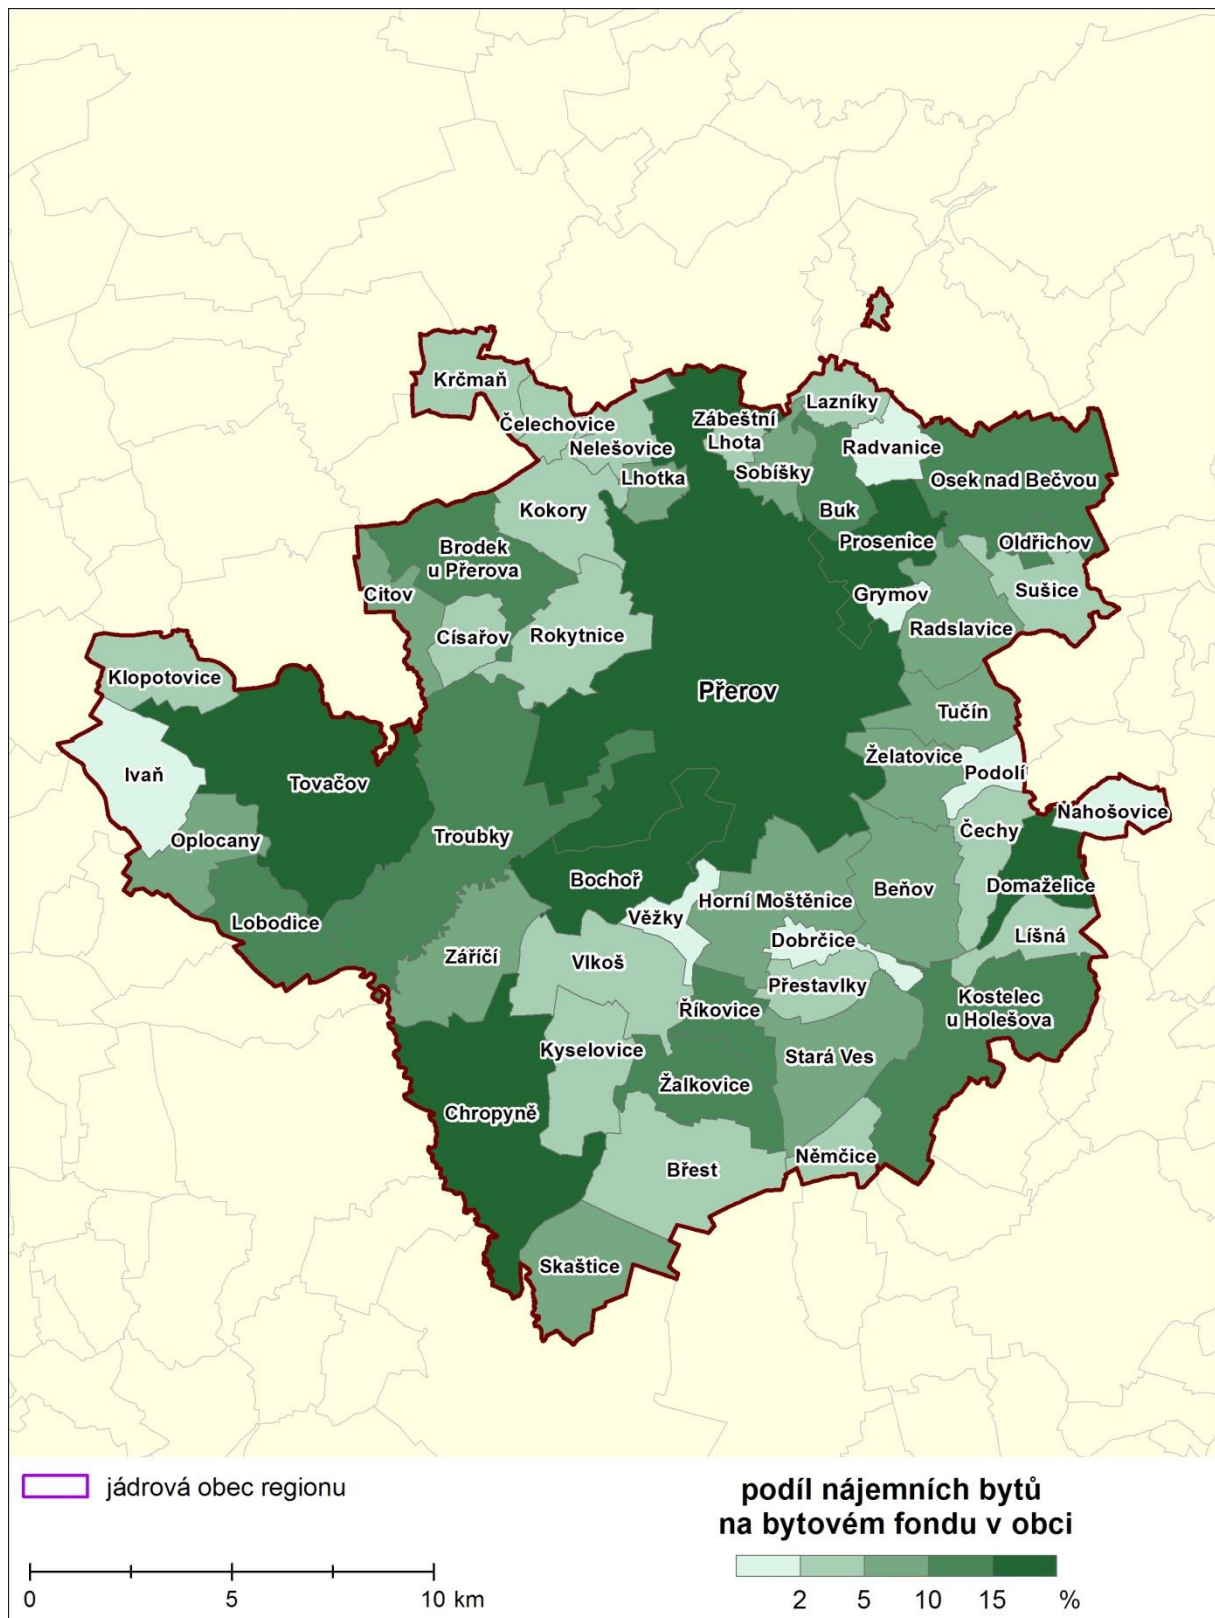 Krčmaň
Čelechovice
Nelešovice
Zábeštní
Lhota
Lazníky
Radvanice
Lhotka
Sobíšky
Osek nad Bečvou
Kokory
Buk
Brodek
u Přerova
Prosenice
Oldřichov
Citov
Grymov
Sušice
Císařov
Rokytnice
Radslavice
Klopotovice
Přerov
Tučín
Ivaň
Tovačov
Želatovice
Podolí
Nahošovice
Oplocany
Troubky
Čechy
Bochoř
Beňov
Domaželice
Lobodice
Věžky
Horní Moštěnice
Dobrčice
Líšná
Záříčí
Vlkoš
Přestavlky
Říkovice
Kostelec
u Holešova
Kyselovice
Stará Ves
Žalkovice
Chropyně
Břest
Němčice
Skaštice
jádrová obec regionu
0 5 10 km
podíl nájemních bytů
na bytovém fondu v obci
2 5 10 15 %